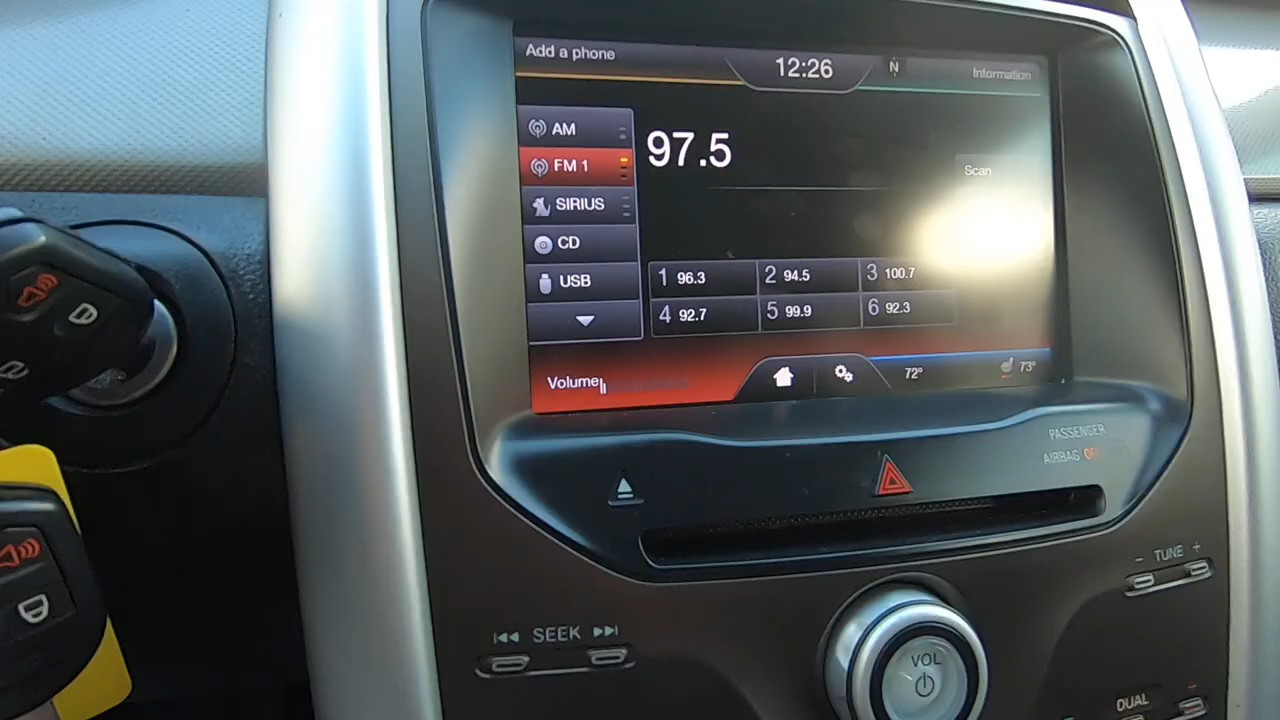 Add a phone
12:26
N
Information
AM
97.5
FM 1
Scan
SIRIUS
CD
USB
1 96.3
2 94.5
3 100.7
4 92.7
5 99.9
6 92.3
Volume
72°
73°
PASSENGER
AIRBAG OFF
- TUNE +
SEEK
VOL
DUAL